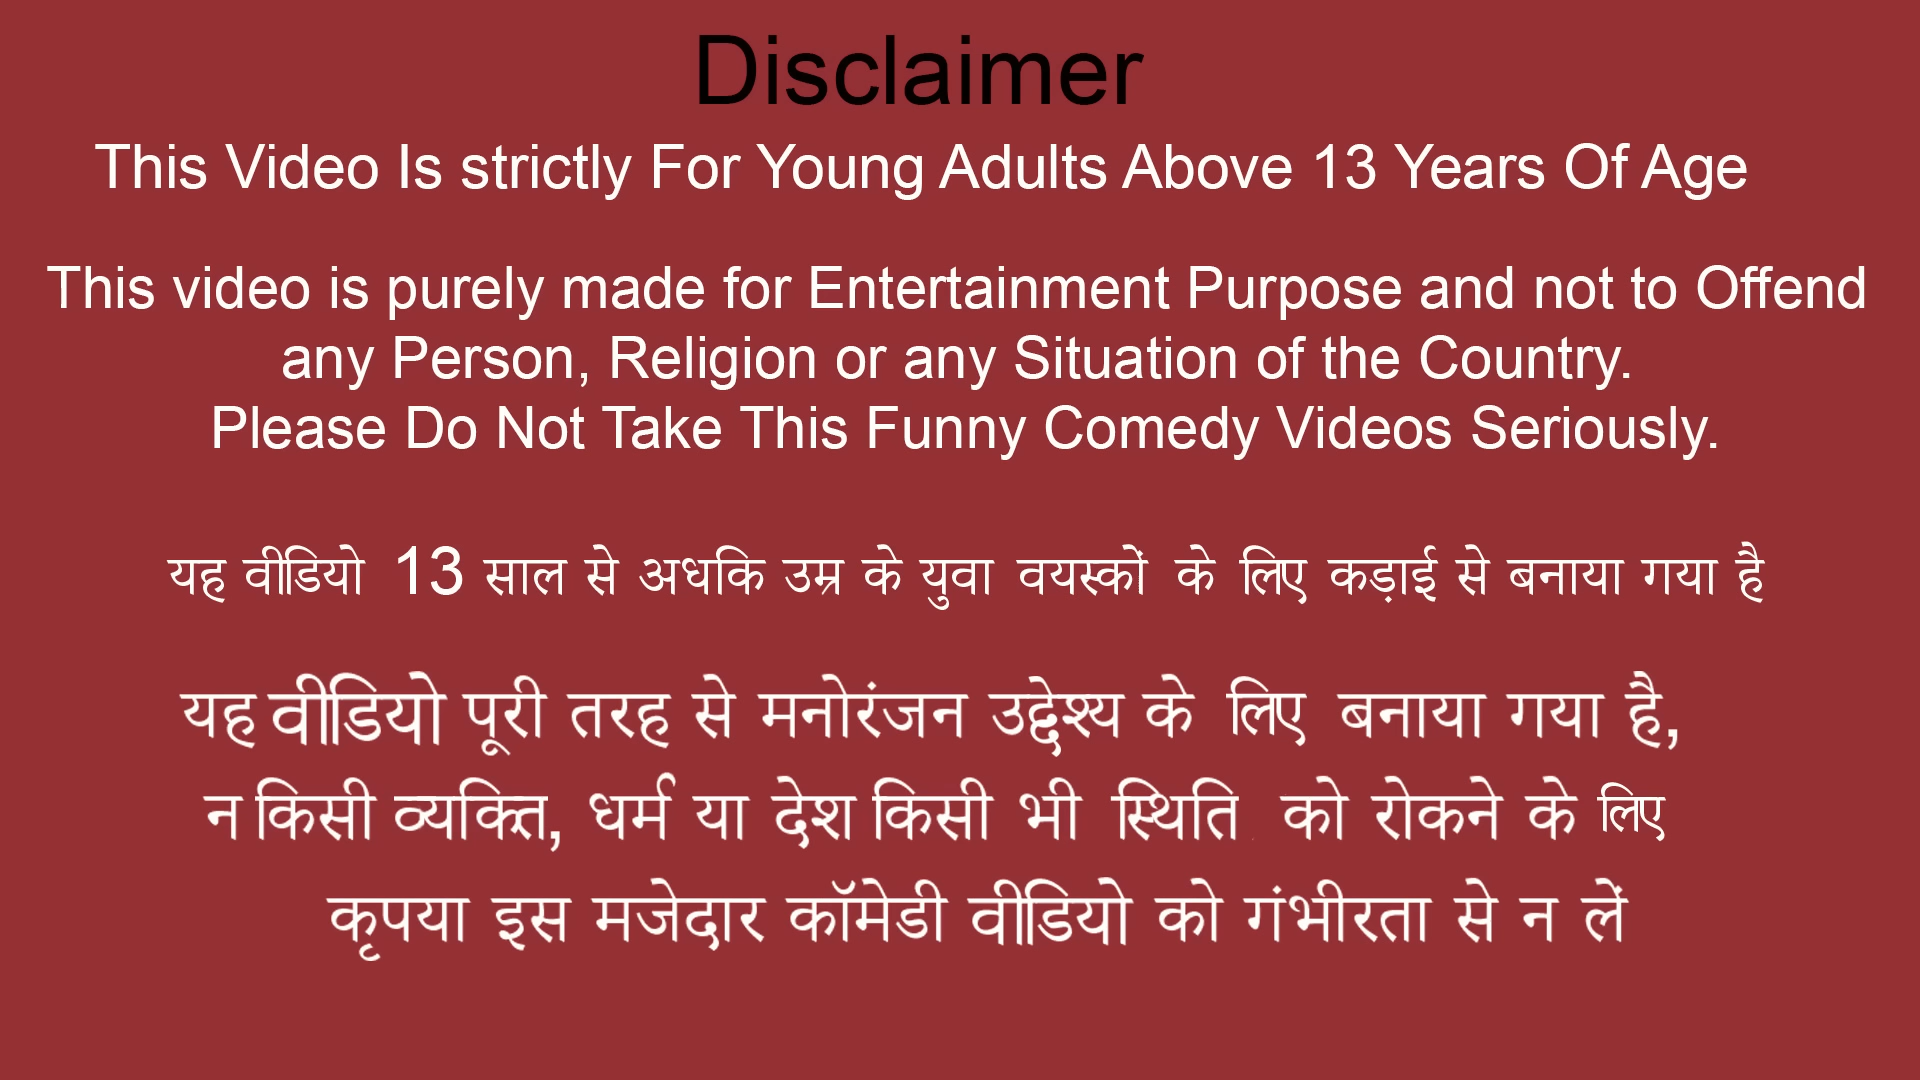 Disclaimer
This Video Is strictly For Young Adults Above 13 Years Of Age
This video is purely made for Entertainment Purpose and not to Offend
any Person, Religion or any Situation of the Country.
Please Do Not Take This Funny Comedy Videos Seriously.
यह वीडियो 13 साल से अधकि उम्र के युवा वयस्कों के लिए कड़ाई से बनाया गया है
यह वीडियो पूरी तरह से मनोरंजन उद्देश्य के लिए बनाया गया है,
न किसी व्यक्ति, धर्म या देश किसी भी स्थिति को रोकने के लिए
कृपया इस मजेदार कॉमेडी वीडियो को गंभीरता से न लें